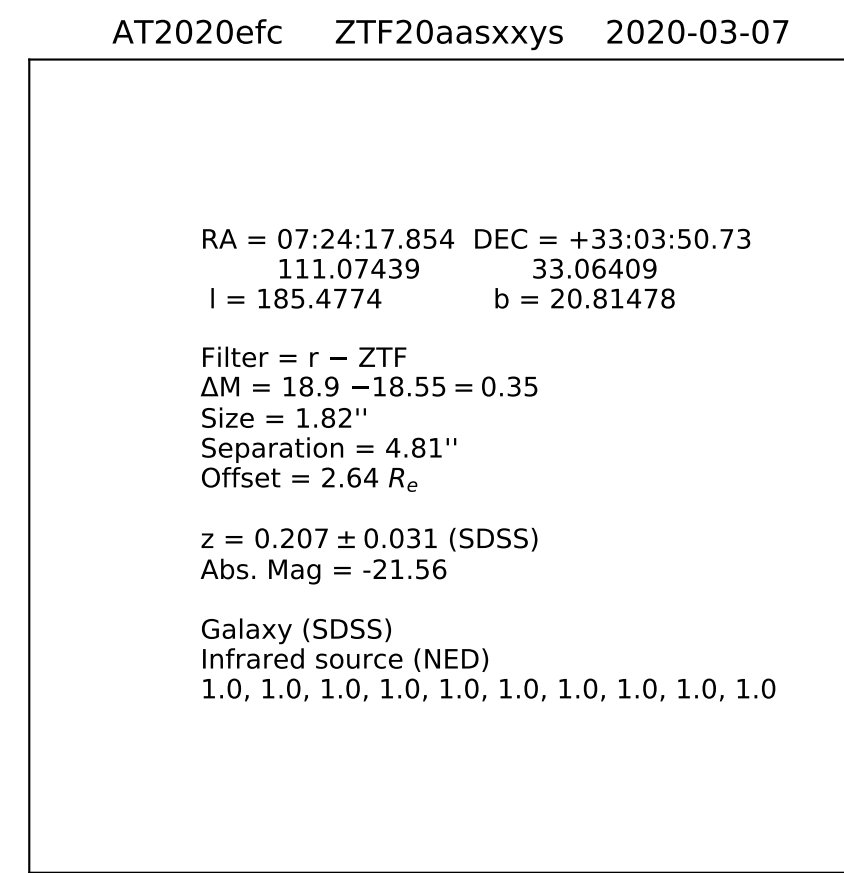 AT2020efc ZTF20aasxxys 2020-03-07
RA = 07:24:17.854 DEC = +33:03:50.73
111.07439 33.06409
l = 185.4774 b = 20.81478
Filter = r − ZTF
ΔM = 18.9 −18.55 = 0.35
Size = 1.82''
Separation = 4.81''
Offset = 2.64 Re
z = 0.207 ± 0.031 (SDSS)
Abs. Mag = -21.56
Galaxy (SDSS)
Infrared source (NED)
1.0, 1.0, 1.0, 1.0, 1.0, 1.0, 1.0, 1.0, 1.0, 1.0